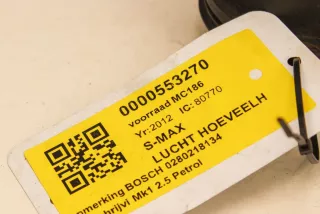 0000553270
voorraad MC186
Yr:2012 IC: 80770
S-MAX
LUCHT HOEVEELH
BOSCH 0280218134
Mk1 2.5 Petrol